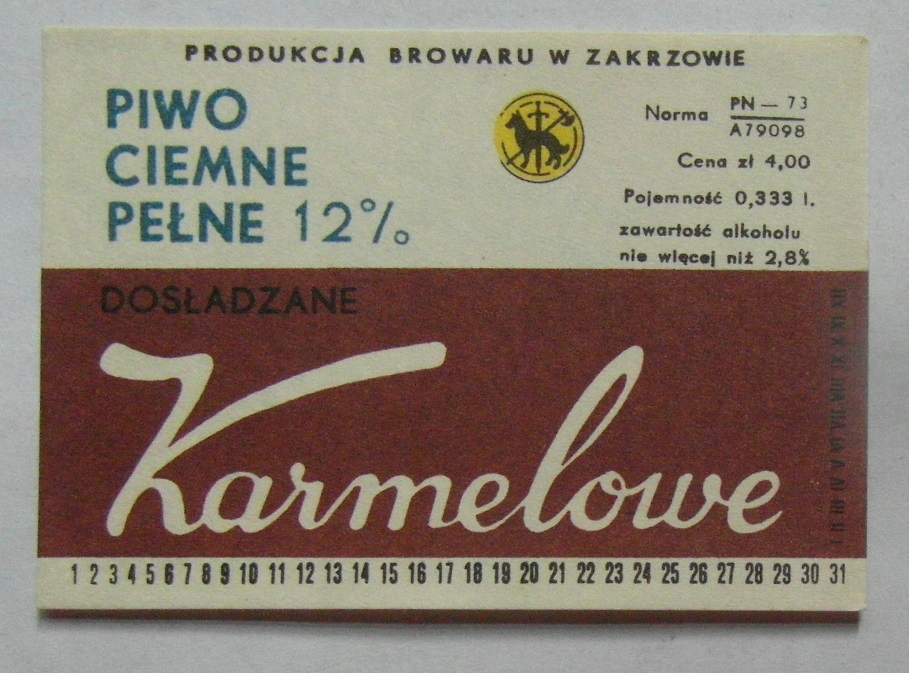 PRODUKCJA BROWARU W ZAKRZOWIE
PIWO
CIEMNE
PEŁNE 12%
Norma PN — 73
A79098
Cena zł 4,00
Pojemność 0,333 l.
zawartość alkoholu
nie więcej niż 2,8%
DOSŁADZANE
Karmelowe
1 2 3 4 5 6 7 8 9 10 11 12 13 14 15 16 17 18 19 20 21 22 23 24 25 26 27 28 29 30 31